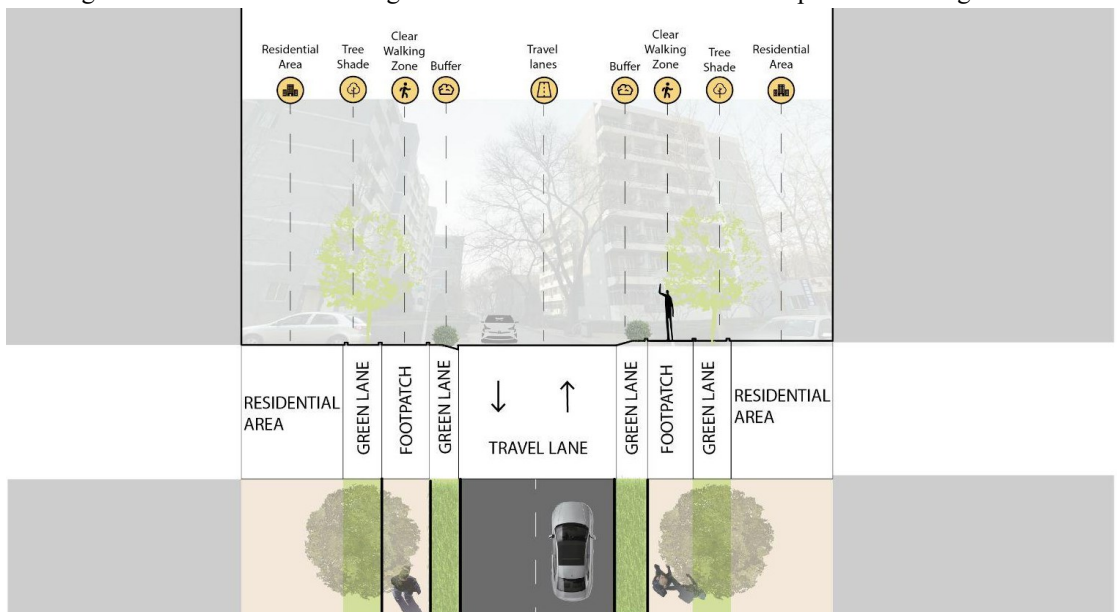 Residential
Area
Tree
Shade
Clear
Walking
Zone
Buffer
Travel
lanes
Buffer
Clear
Walking
Zone
Tree
Shade
Residential
Area
RESIDENTIAL
AREA
GREEN LANE
FOOTPATCH
GREEN LANE
TRAVEL LANE
GREEN LANE
FOOTPATCH
GREEN LANE
RESIDENTIAL
AREA